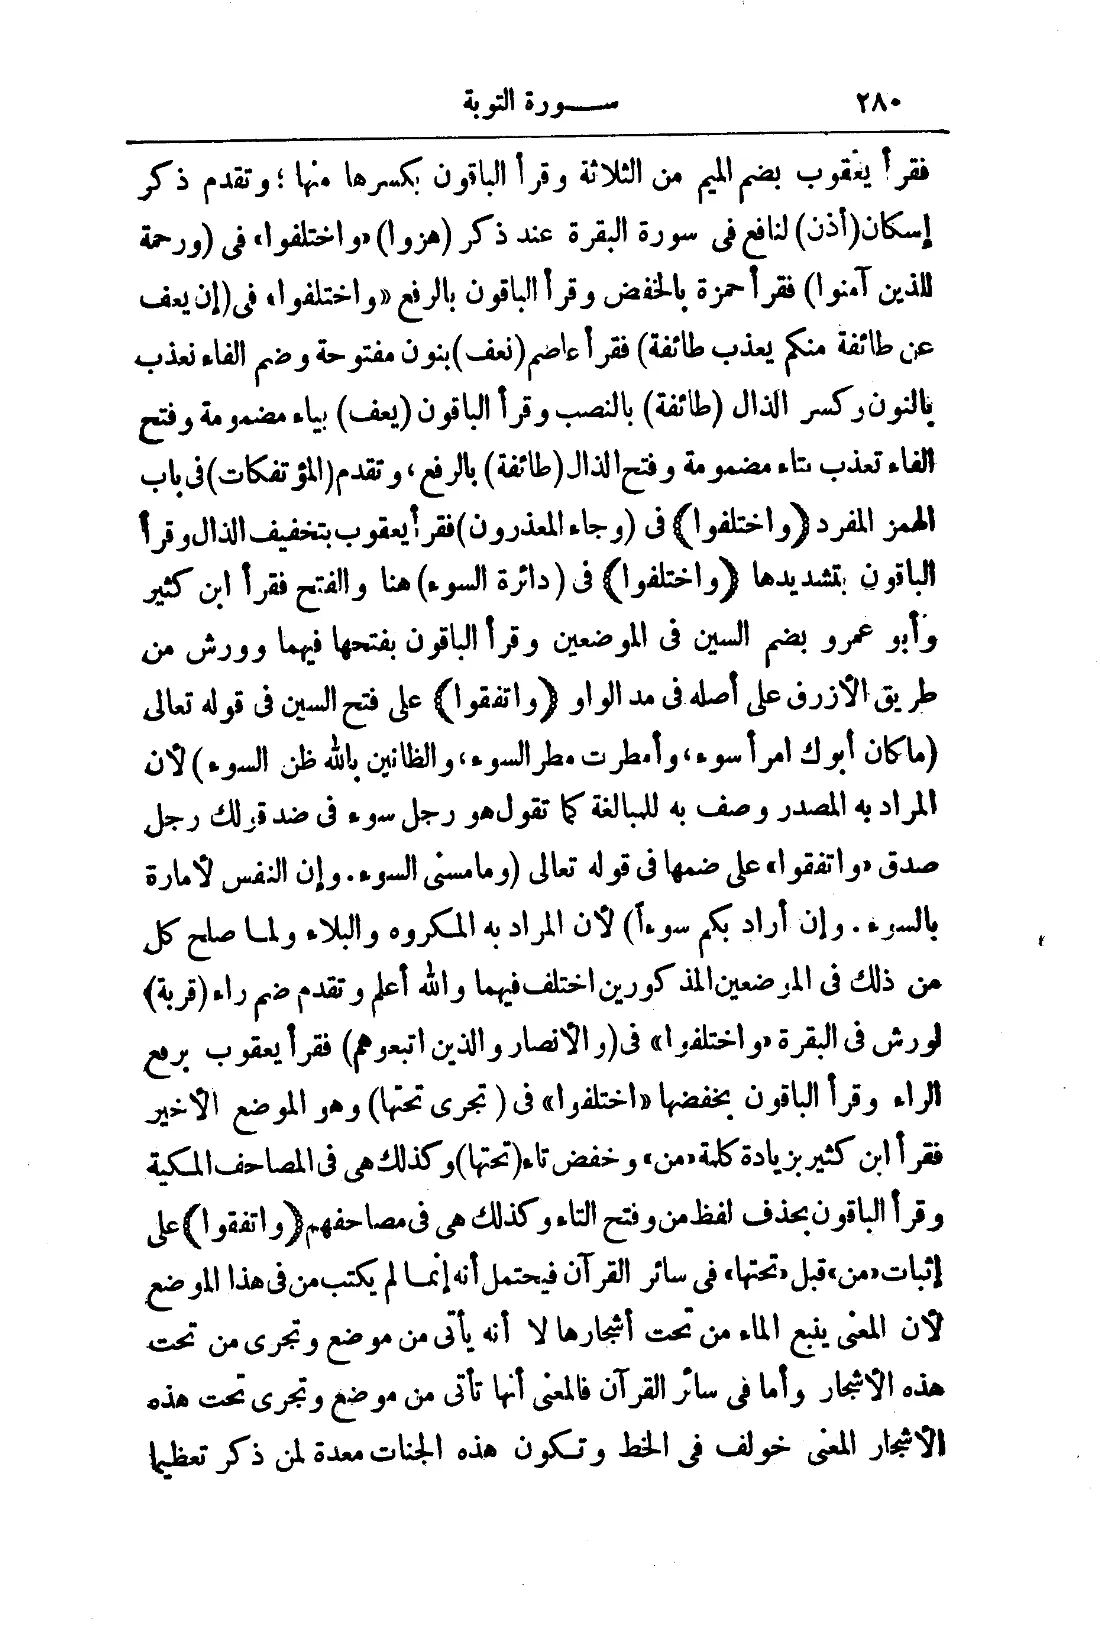 ٢٨٠
سورة التوبة
فقرأ يعقوب بضم الميم من الثلاثة وقرأ الباقون بكسرها منها ؛ وتقدم ذكر
إسكان (أذن) لنافع فى سورة البقرة عند ذكر (هزوا) «واختلفوا» فى (ورحمة
للذين آمنوا) فقرأ حمزة بالخفض وقرأ الباقون بالرفع «واختلفوا» فى (إن يعف
عن طائفة منكم يعذب طائفة) فقرأ عاصم (نعف) بنون مفتوحة وضم الفاء نعذب
بالنون وكسر الذال (طائفة) بالنصب وقرأ الباقون (يعف) بياء مضمومة وفتح
الفاء تعذب بتاء مضمومة وفتح الذال (طائفة) بالرفع، وتقدم (المؤتفكات) فى باب
الهمز المفرد (واختلفوا) فى (وجاء المعذرون) فقرأ يعقوب بتخفيف الذال وقرأ
الباقون بتشديدها (واختلفوا) فى (دائرة السوء) هنا والفتح فقرأ ابن كثير
وأبو عمرو بضم السين فى الموضعين وقرأ الباقون بفتحها فيهما وورش من
طريق الأزرق على أصله فى مد الواو (واتفقوا) على فتح السين فى قوله تعالى
(ما كان أبوك امرأ سوء، وأمطرت مطر السوء، والظانين بالله ظن السوء) لأن
المراد به المصدر وصف به للمبالغة كما تقول هو رجل سوء فى ضد قولك رجل
صدق «واتفقوا» على ضمها فى قوله تعالى (وما مسنى السوء . وإن النفس لأمارة
بالسوء . وإن أراد بكم سوءاً) لأن المراد به المكروه والبلاء ولما صلح كل
من ذلك فى الموضعين المذكورين اختلف فيهما والله أعلم وتقدم ضم راء (قربة)
لورش فى البقرة «واختلفوا» فى (والأنصار والذين اتبعوهم) فقرأ يعقوب برفع
الراء وقرأ الباقون بخفضها «اختلفوا» فى (تجرى تحتها) وهو الموضع الأخير
فقرأ ابن كثير بزيادة كلمة «من» وخفض تاء (تحتها) وكذلك هى فى المصاحف المكية
وقرأ الباقون بحذف لفظ من وفتح التاء وكذلك هى فى مصاحفهم (واتفقوا) على
إثبات «من» قبل «تحتها» فى سائر القرآن فيحتمل أنه إنما لم يكتب من فى هذا الموضع
لأن المعنى ينبع الماء من تحت أشجارها لا أنه يأتى من موضع وتجرى من تحت
هذه الأشجار وأما فى سائر القرآن فالمعنى أنها تأتى من موضع وتجرى تحت هذه
الأشجار المعنى خولف فى الخط وتكون هذه الجنات معدة لمن ذكر تعظيما